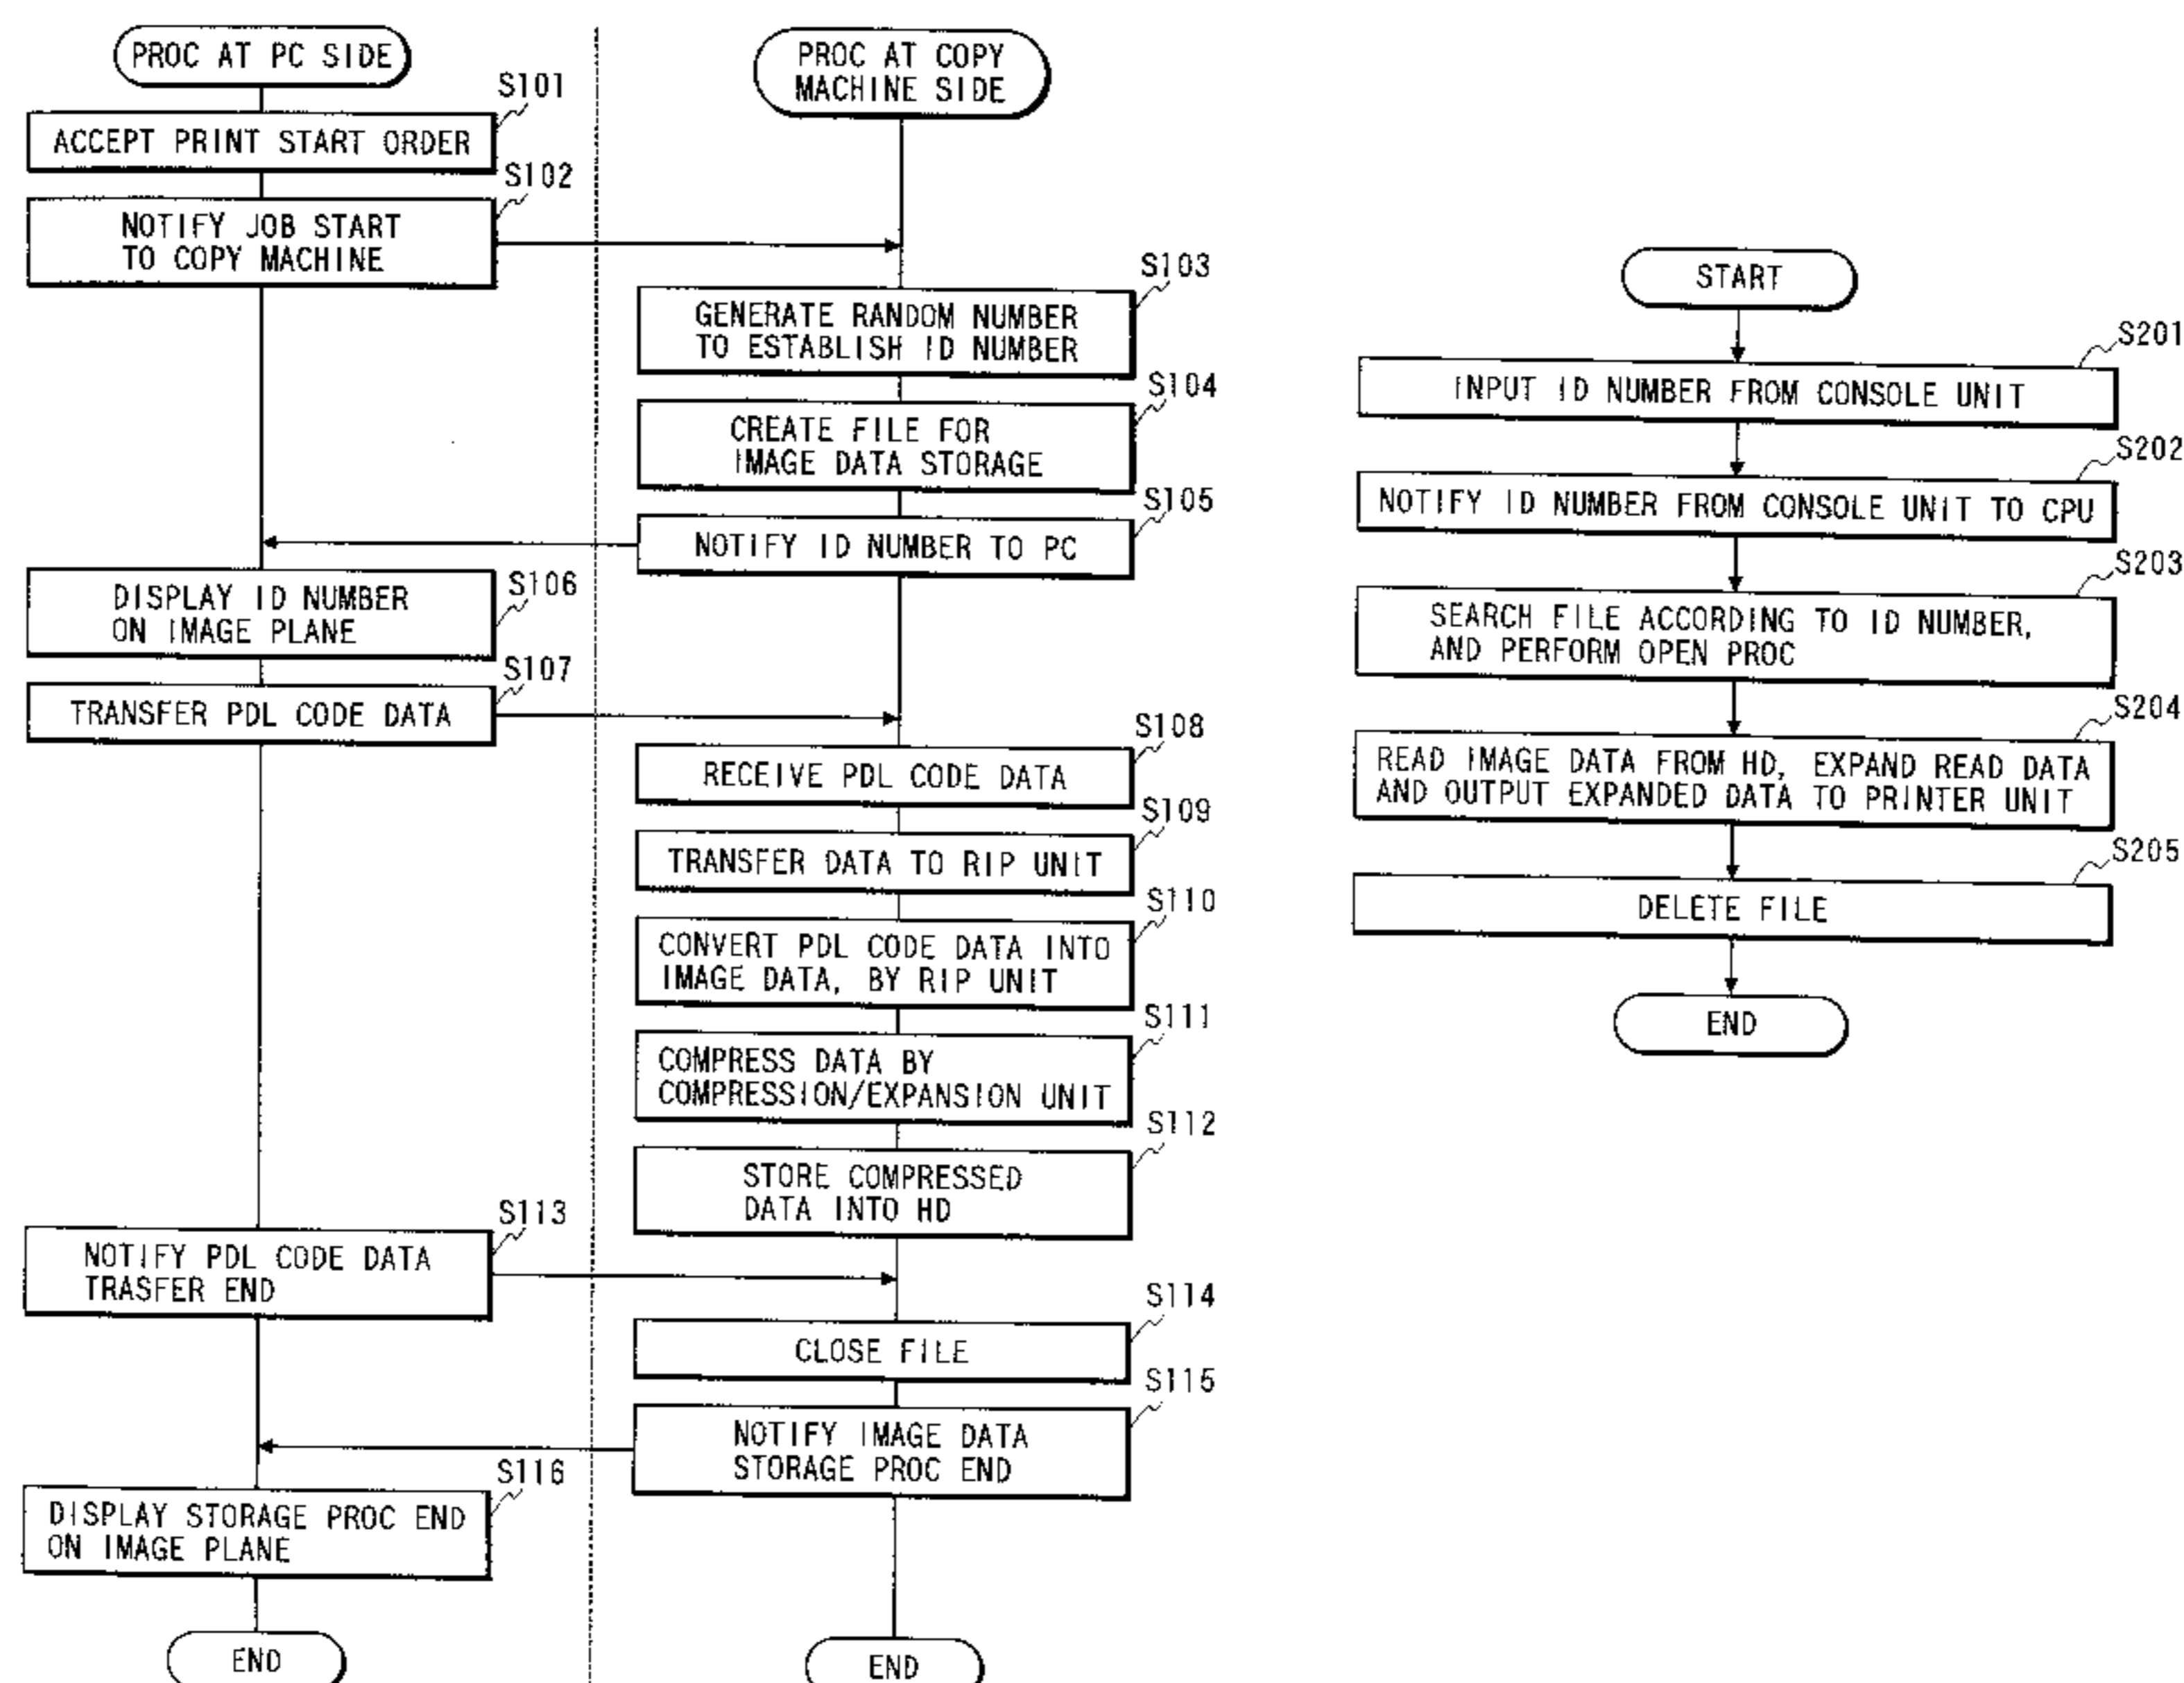 PROC AT PC SIDE
S101
ACCEPT PRINT START ORDER
S102
NOTIFY JOB START
TO COPY MACHINE
PROC AT COPY
MACHINE SIDE
S103
GENERATE RANDOM NUMBER
TO ESTABLISH ID NUMBER
S104
CREATE FILE FOR
IMAGE DATA STORAGE
S105
NOTIFY ID NUMBER TO PC
S106
DISPLAY ID NUMBER
ON IMAGE PLANE
S107
TRANSFER PDL CODE DATA
S108
RECEIVE PDL CODE DATA
S109
TRANSFER DATA TO RIP UNIT
S110
CONVERT PDL CODE DATA INTO
IMAGE DATA, BY RIP UNIT
S111
COMPRESS DATA BY
COMPRESSION/EXPANSION UNIT
S112
STORE COMPRESSED
DATA INTO HD
S113
NOTIFY PDL CODE DATA
TRASFER END
S114
CLOSE FILE
S115
NOTIFY IMAGE DATA
STORAGE PROC END
S116
DISPLAY STORAGE PROC END
ON IMAGE PLANE
END
END
START
S201
INPUT ID NUMBER FROM CONSOLE UNIT
S202
NOTIFY ID NUMBER FROM CONSOLE UNIT TO CPU
S203
SEARCH FILE ACCORDING TO ID NUMBER,
AND PERFORM OPEN PROC
S204
READ IMAGE DATA FROM HD, EXPAND READ DATA
AND OUTPUT EXPANDED DATA TO PRINTER UNIT
S205
DELETE FILE
END